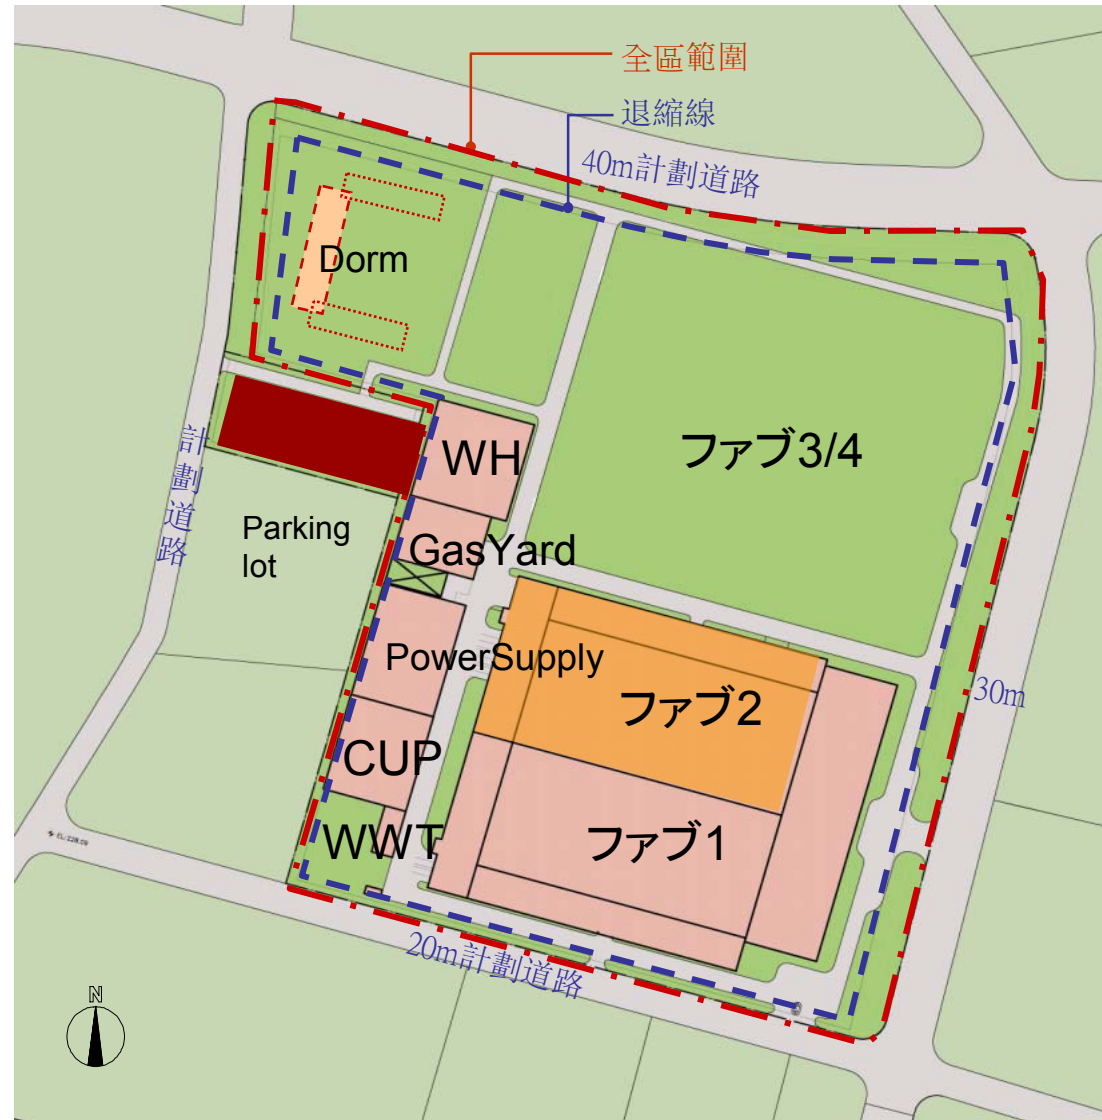 全區範圍
退縮線
40m計劃道路
Dorm
WH
ファブ3/4
計劃道路
Parking
lot
GasYard
PowerSupply
30m
ファブ2
CUP
WWT
ファブ1
20m計劃道路
N